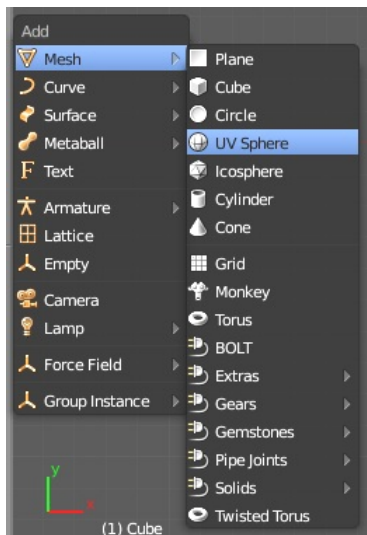 Add
Mesh
Curve
Surface
Metaball
Text
Armature
Lattice
Empty
Camera
Lamp
Force Field
Group Instance
Plane
Cube
Circle
UV Sphere
Icosphere
Cylinder
Cone
Grid
Monkey
Torus
BOLT
Extras
Gears
Gemstones
Pipe Joints
Solids
Twisted Torus
y
x
(1) Cube